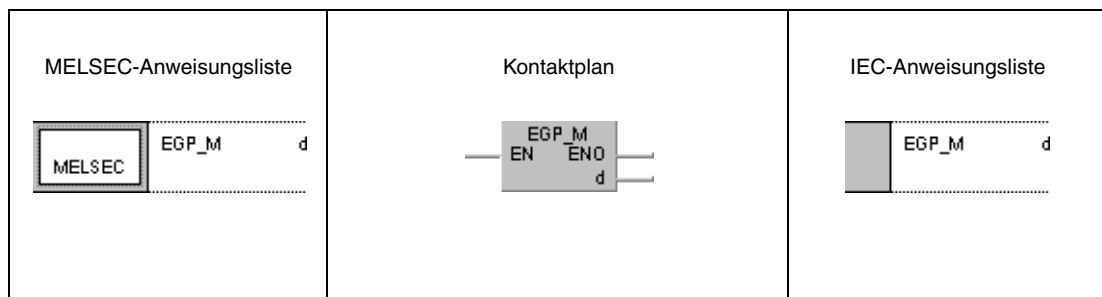 MELSEC-Anweisungsliste
MELSEC
EGP_M d
Kontaktplan
EGP_M
EN ENO
d
IEC-Anweisungsliste
EGP_M d